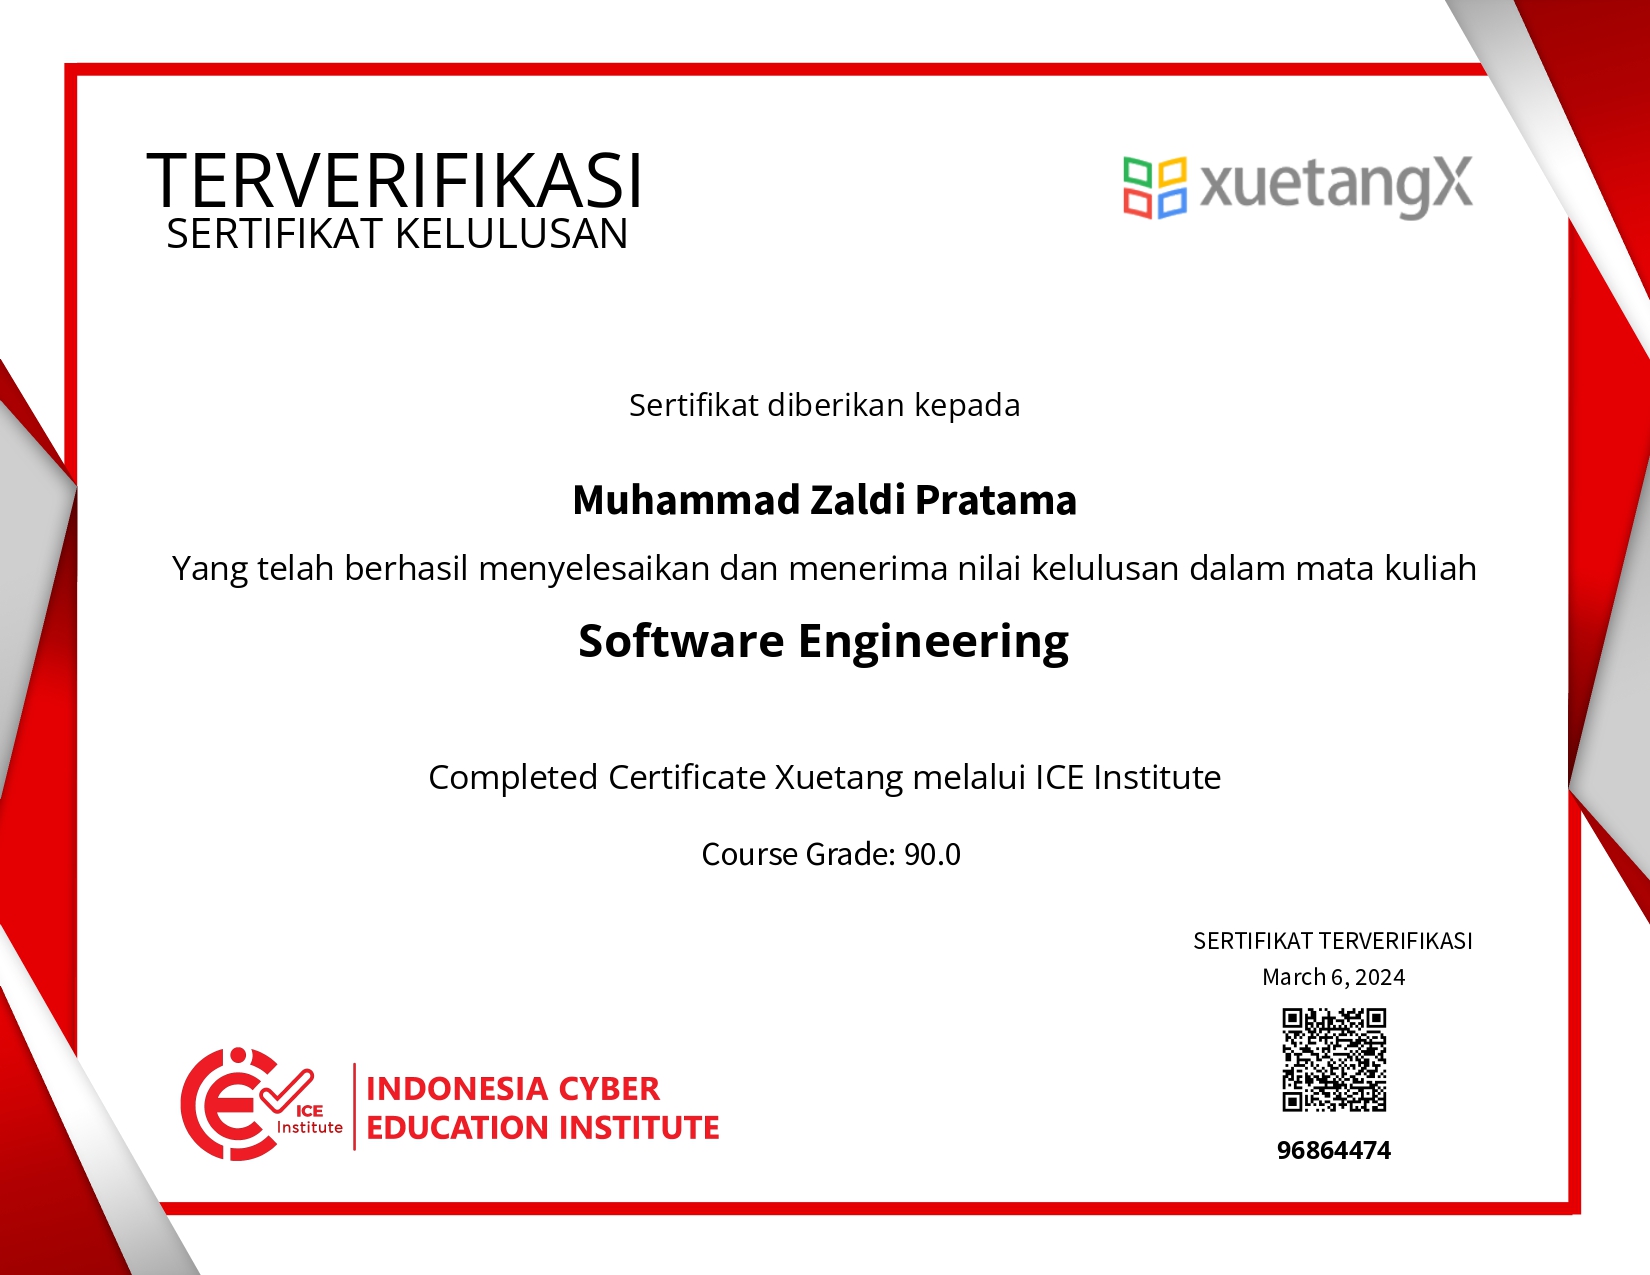 TERVERIFIKASI
SERTIFIKAT KELULUSAN
xuetangX
Sertifikat diberikan kepada
Muhammad Zaldi Pratama
Yang telah berhasil menyelesaikan dan menerima nilai kelulusan dalam mata kuliah
Software Engineering
Completed Certificate Xuetang melalui ICE Institute
Course Grade: 90.0
SERTIFIKAT TERVERIFIKASI
March 6, 2024
96864474
ICE
Institute
INDONESIA CYBER
EDUCATION INSTITUTE